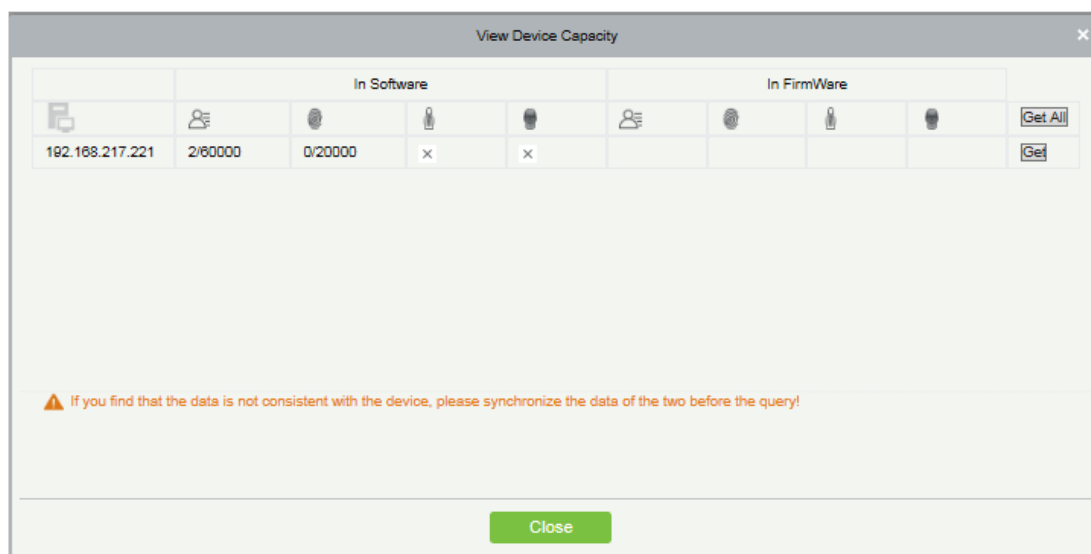 View Device Capacity
In Software In FirmWare
Get All
192.168.217.221 2/60000 0/20000 Get
If you find that the data is not consistent with the device, please synchronize the data of the two before the query!
Close